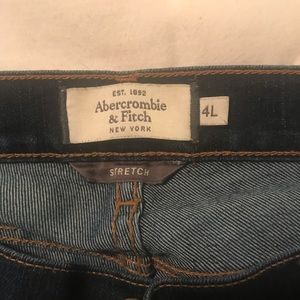 EST. 1892
Abercrombie
& Fitch
NEW YORK
4L
STRETCH